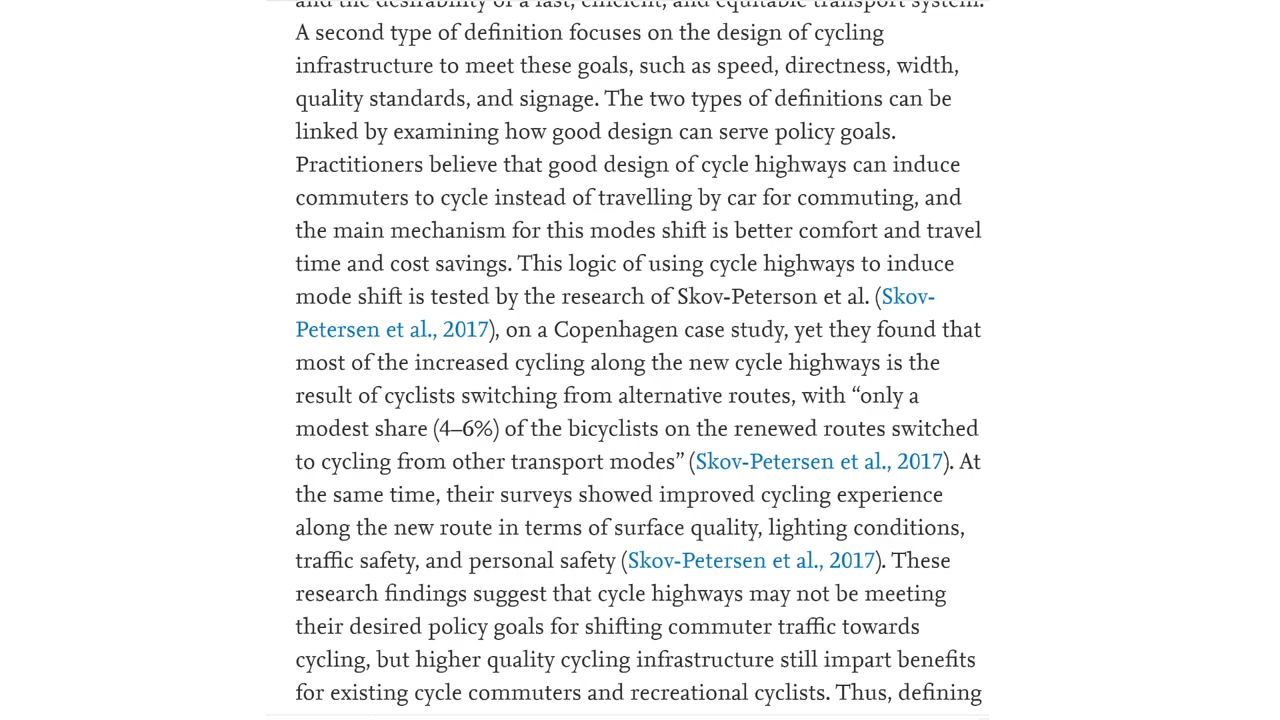 and the desirability of a fast, efficient, and equitable transport system.
A second type of definition focuses on the design of cycling
infrastructure to meet these goals, such as speed, directness, width,
quality standards, and signage. The two types of definitions can be
linked by examining how good design can serve policy goals.
Practitioners believe that good design of cycle highways can induce
commuters to cycle instead of travelling by car for commuting, and
the main mechanism for this modes shift is better comfort and travel
time and cost savings. This logic of using cycle highways to induce
mode shift is tested by the research of Skov-Peterson et al. (Skov-
Petersen et al., 2017), on a Copenhagen case study, yet they found that
most of the increased cycling along the new cycle highways is the
result of cyclists switching from alternative routes, with “only a
modest share (4–6%) of the bicyclists on the renewed routes switched
to cycling from other transport modes” (Skov-Petersen et al., 2017). At
the same time, their surveys showed improved cycling experience
along the new route in terms of surface quality, lighting conditions,
traffic safety, and personal safety (Skov-Petersen et al., 2017). These
research findings suggest that cycle highways may not be meeting
their desired policy goals for shifting commuter traffic towards
cycling, but higher quality cycling infrastructure still impart benefits
for existing cycle commuters and recreational cyclists. Thus, defining